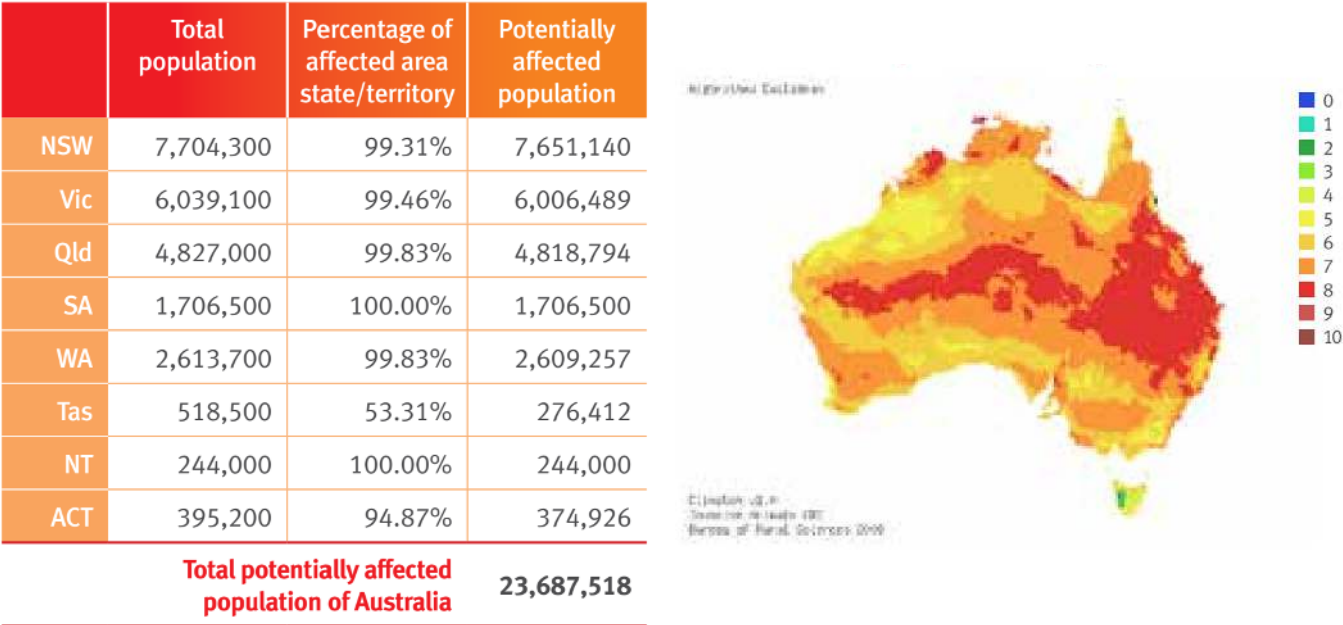 Total population
Percentage of affected area state/territory
Potentially affected population
NSW 7,704,300 99.31% 7,651,140
Vic 6,039,100 99.46% 6,006,489
Qld 4,827,000 99.83% 4,818,794
SA 1,706,500 100.00% 1,706,500
WA 2,613,700 99.83% 2,609,257
Tas 518,500 53.31% 276,412
NT 244,000 100.00% 244,000
ACT 395,200 94.87% 374,926
Total potentially affected
population of Australia
23,687,518
0
1
2
3
4
5
6
7
8
9
10
Bureau of Rural Sciences